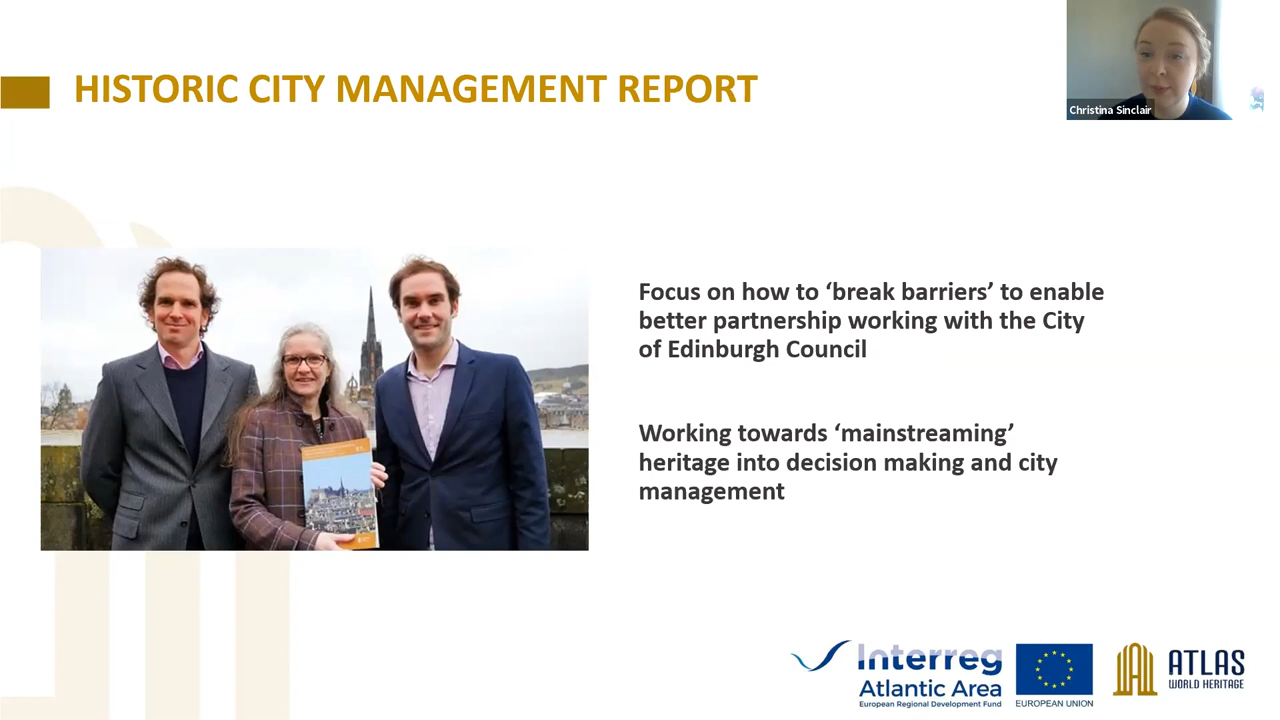 HISTORIC CITY MANAGEMENT REPORT
Christina Sinclair
Focus on how to ‘break barriers’ to enable
better partnership working with the City
of Edinburgh Council
Working towards ‘mainstreaming’
heritage into decision making and city
management
Interreg
Atlantic Area
European Regional Development Fund
EUROPEAN UNION
ATLAS
WORLD HERITAGE